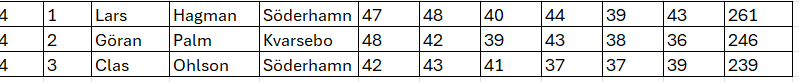 4 1 Lars Hagman Söderhamn 47 48 40 44 39 43 261
4 2 Göran Palm Kvarsebo 48 42 39 43 38 36 246
4 3 Clas Ohlson Söderhamn 42 43 41 37 37 39 239